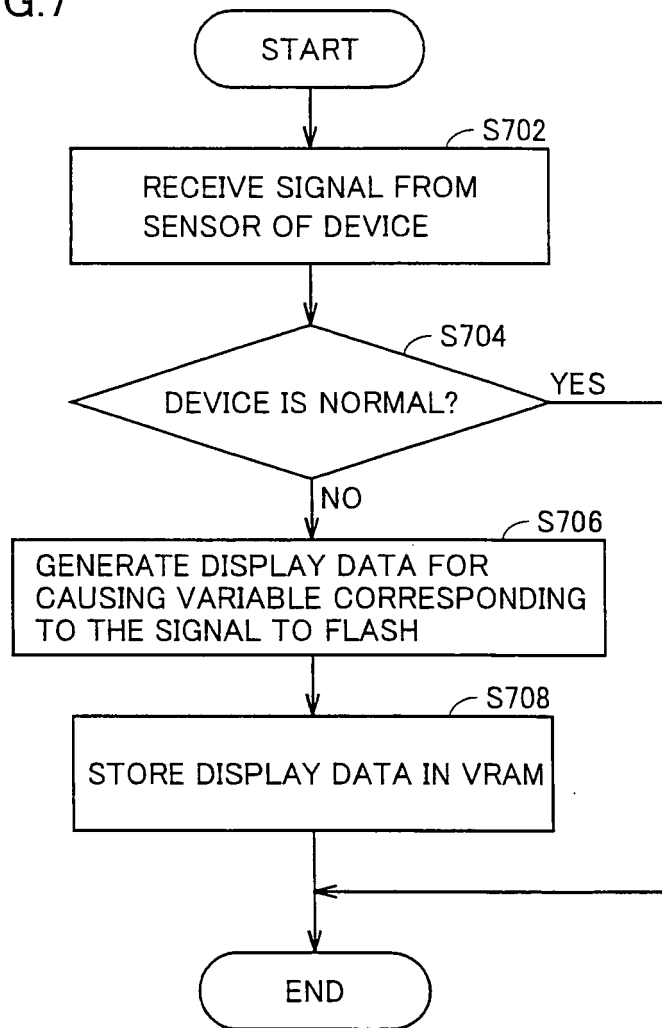 G.7
START
S702
RECEIVE SIGNAL FROM
SENSOR OF DEVICE
S704
DEVICE IS NORMAL?
YES
NO
S706
GENERATE DISPLAY DATA FOR
CAUSING VARIABLE CORRESPONDING
TO THE SIGNAL TO FLASH
S708
STORE DISPLAY DATA IN VRAM
END